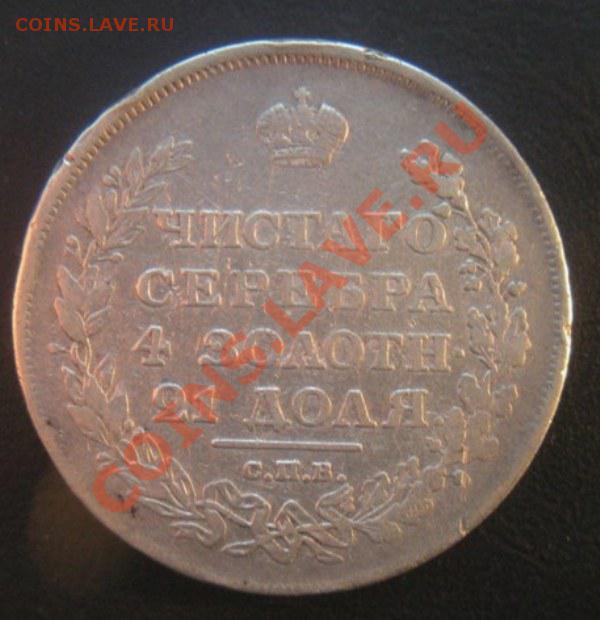 COINS.LAVE.RU
COINS.LAVE.RU
ЧИСТАГО
СЕРЕБРА
4 ЗОЛОТН.
21 ДОЛЯ
С.П.Б.